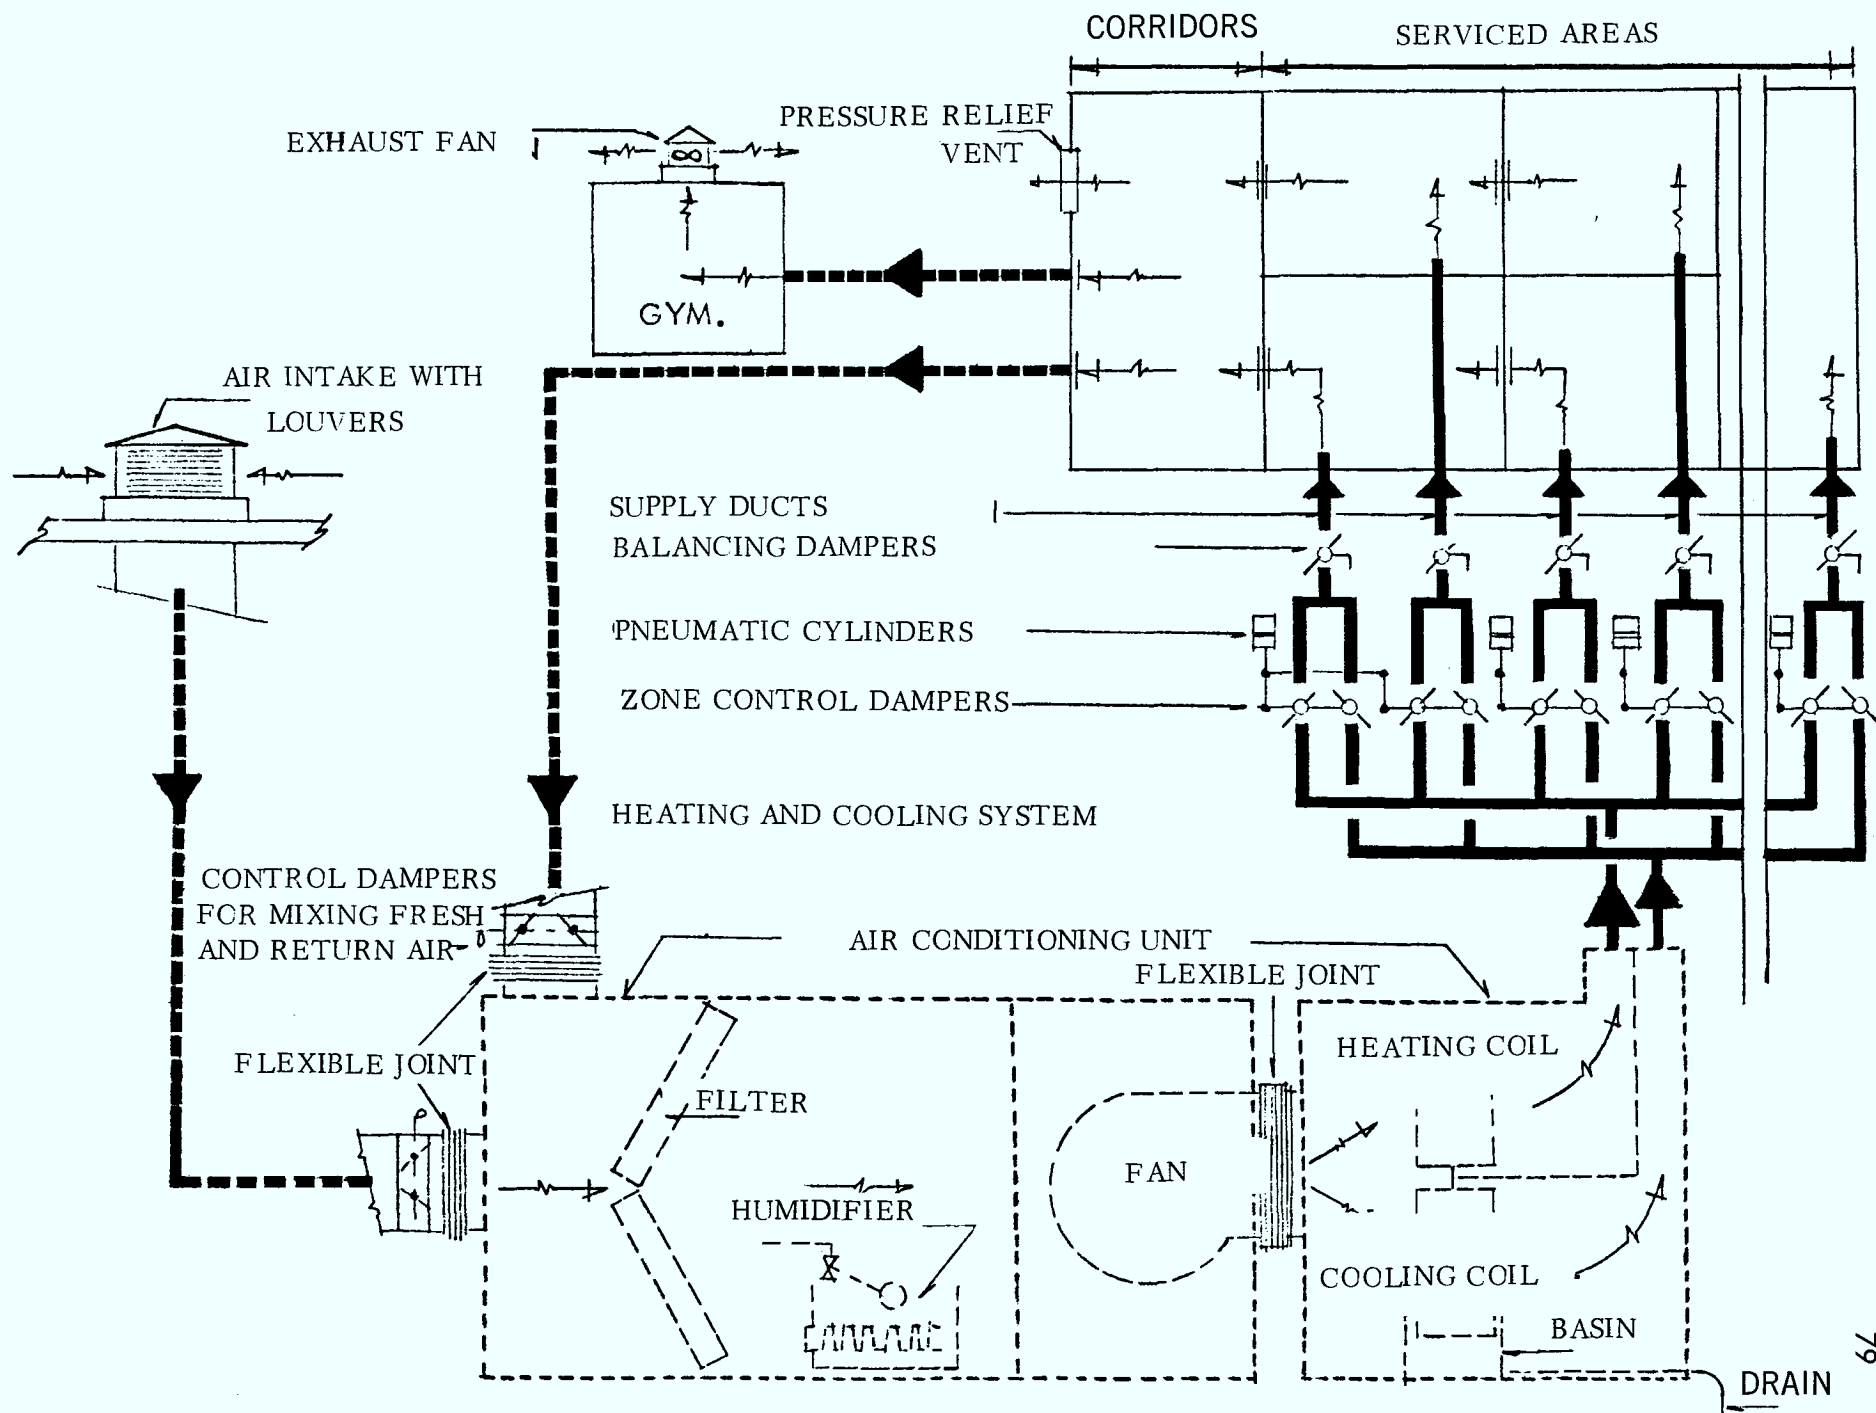 CORRIDORS
SERVICED AREAS
EXHAUST FAN
PRESSURE RELIEF
VENT
GYM.
AIR INTAKE WITH
LOUVERS
SUPPLY DUCTS
BALANCING DAMPERS
PNEUMATIC CYLINDERS
ZONE CONTROL DAMPERS
HEATING AND COOLING SYSTEM
CONTROL DAMPERS
FOR MIXING FRESH
AND RETURN AIR
AIR CONDITIONING UNIT
FLEXIBLE JOINT
HEATING COIL
FLEXIBLE JOINT
FILTER
FAN
HUMIDIFIER
COOLING COIL
BASIN
79
DRAIN